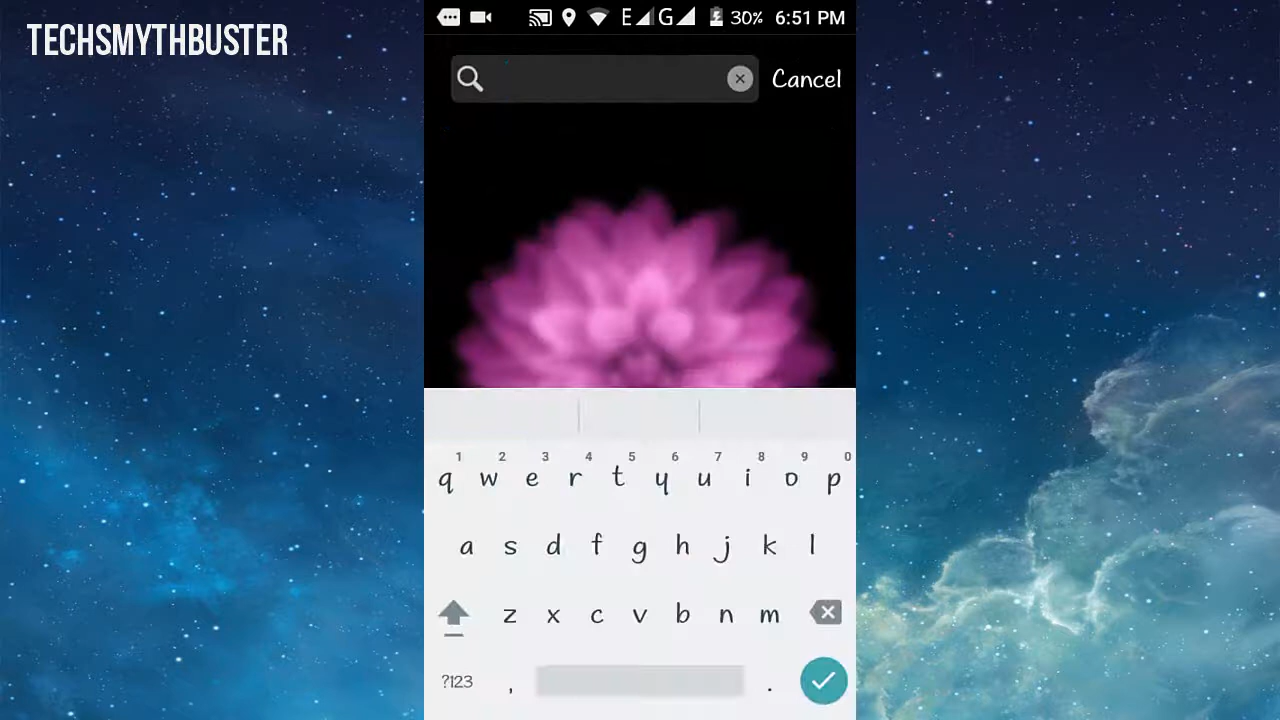 TECHSMYTHBUSTER
E G 30% 6:51 PM
Cancel
1 2 3 4 5 6 7 8 9 0
q w e r t y u i o p
a s d f g h j k l
z x c v b n m
?123 , .